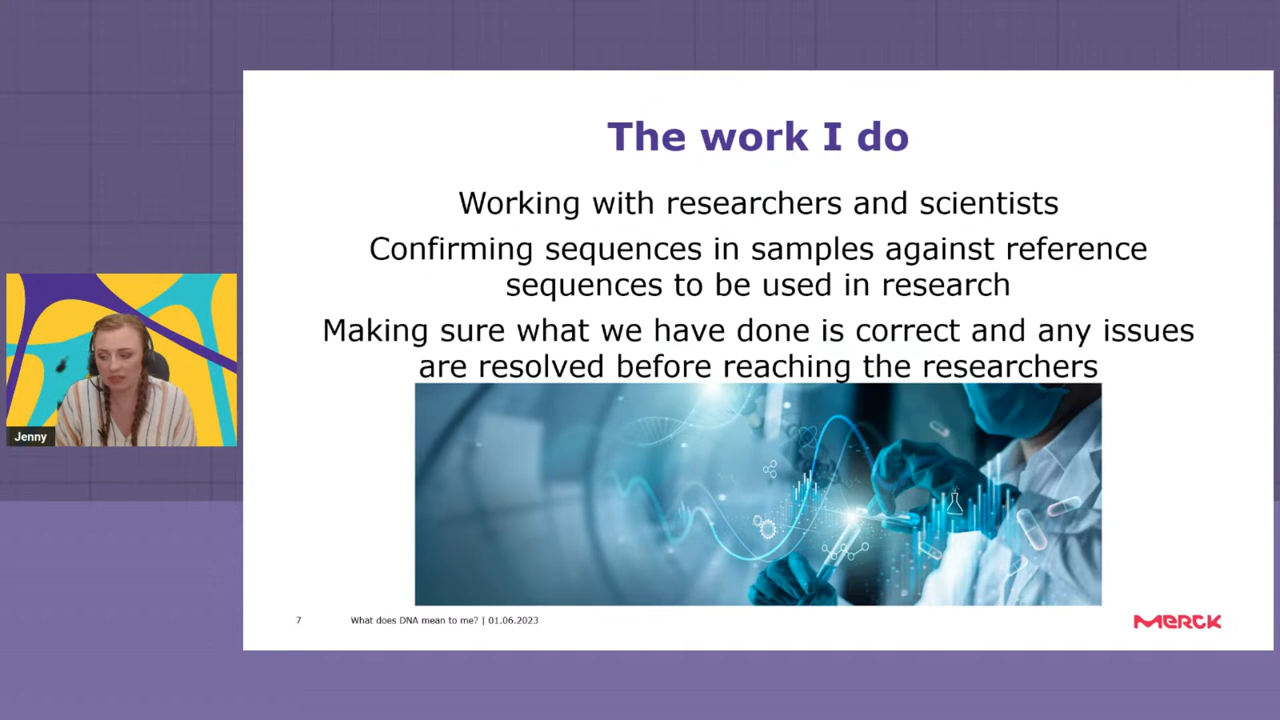 The work I do
Working with researchers and scientists
Confirming sequences in samples against reference
sequences to be used in research
Making sure what we have done is correct and any issues
are resolved before reaching the researchers
Jenny
7
What does DNA mean to me? | 01.06.2023
MERCK